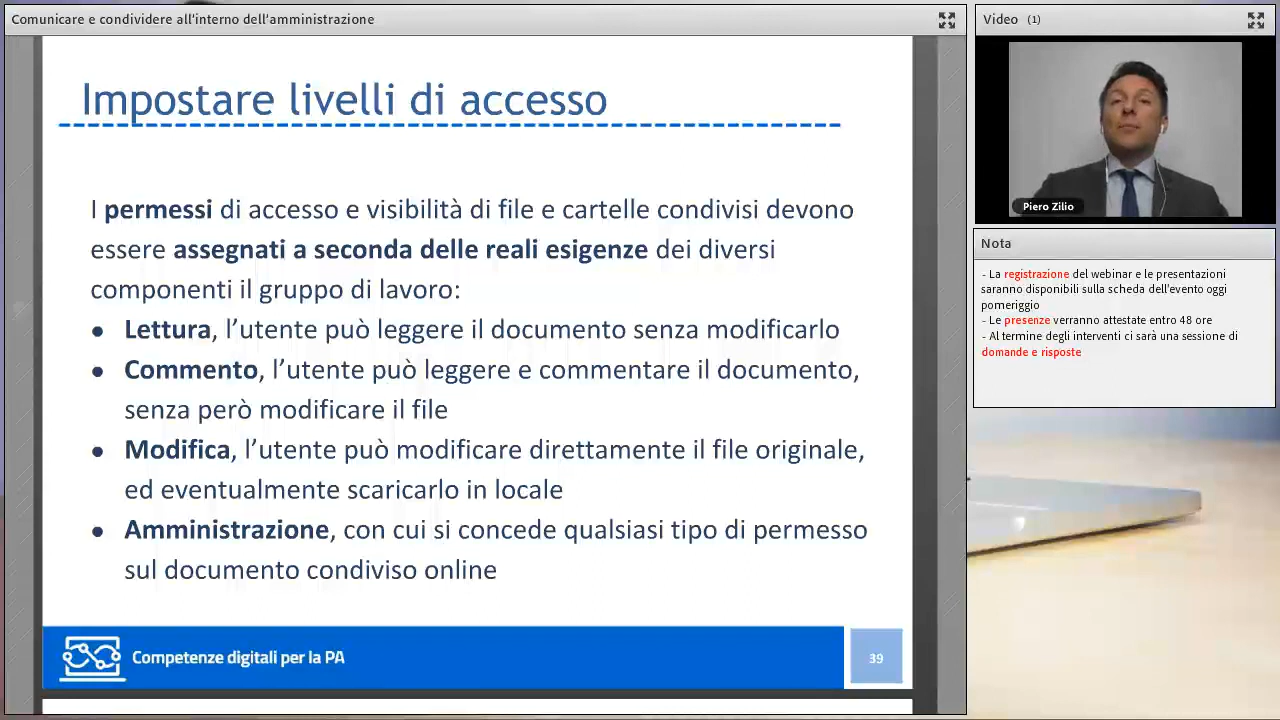 Comunicare e condividere all'interno dell'amministrazione
Impostare livelli di accesso
I permessi di accesso e visibilità di file e cartelle condivisi devono
essere assegnati a seconda delle reali esigenze dei diversi
componenti il gruppo di lavoro:
● Lettura, l'utente può leggere il documento senza modificarlo
● Commento, l'utente può leggere e commentare il documento,
senza però modificare il file
● Modifica, l'utente può modificare direttamente il file originale,
ed eventualmente scaricarlo in locale
● Amministrazione, con cui si concede qualsiasi tipo di permesso
sul documento condiviso online
Competenze digitali per la PA
39
Video (1)
Piero Zilio
Nota
- La registrazione del webinar e le presentazioni
saranno disponibili sulla scheda dell'evento oggi
pomeriggio
- Le presenze verranno attestate entro 48 ore
- Al termine degli interventi ci sarà una sessione di
domande e risposte